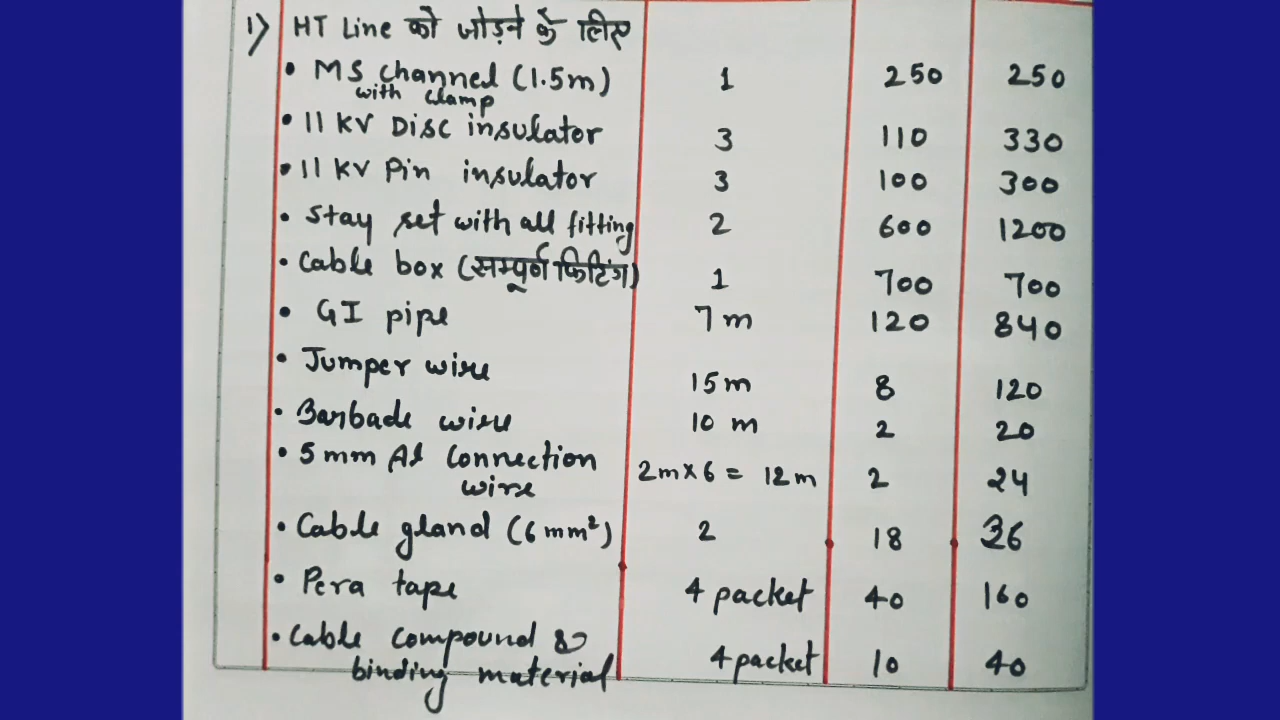 1) HT Line को जोड़ने के लिए
• MS channel (1.5m) with clamp 1 250 250
• 11 KV Disc insulator 3 110 330
• 11 KV Pin insulator 3 100 300
• Stay set with all fitting 2 600 1200
• Cable box (सम्पूर्ण फिटिंग) 1 700 700
• GI pipe 7 m 120 840
• Jumper wire 15m 8 120
• Barbade wire 10 m 2 20
• 5mm Al Connection wire 2m×6 = 12m 2 24
• Cable gland (6 mm²) 2 18 36
• Pera tape 4 packet 40 160
• Cable compound & binding material 4 packet 10 40